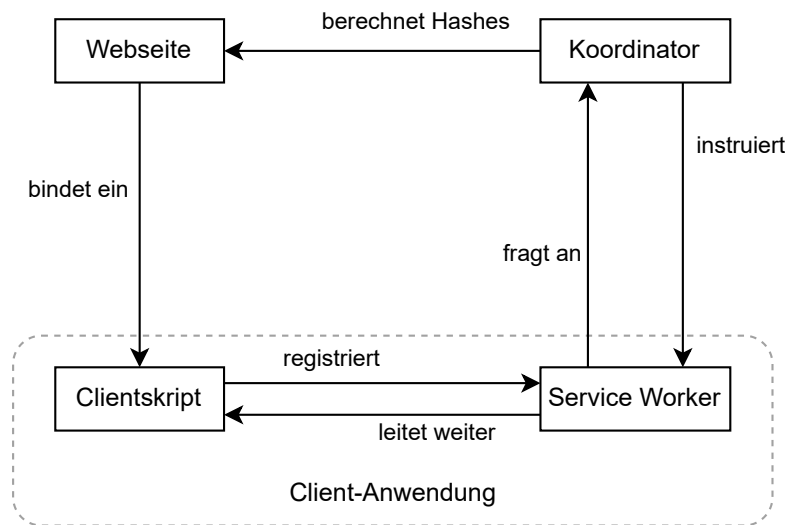 berechnet Hashes
Webseite
Koordinator
instruiert
bindet ein
fragt an
registriert
Clientskript
Service Worker
leitet weiter
Client-Anwendung